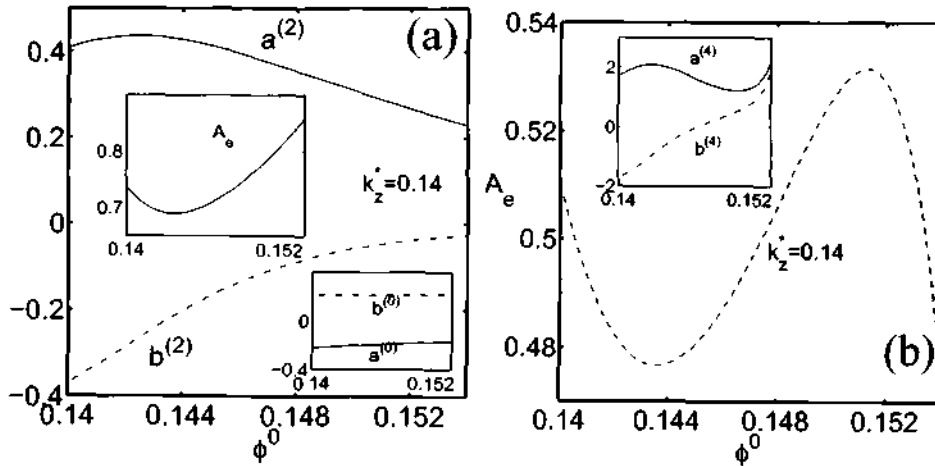 (a)
a^(2)
0.4
0.2
0
−0.2
−0.4
b^(2)
k_z^*=0.14
0.14 0.144 0.148 0.152
ϕ^0
A_e
0.8
0.7
0.14 0.152
b^(0)
0
a^(0)
−0.4
0.14 0.152
(b)
A_e
0.54
0.52
0.5
0.48
k_z^*=0.14
0.14 0.144 0.148 0.152
ϕ^0
a^(4)
2
0
b^(4)
−2
0.14 0.152